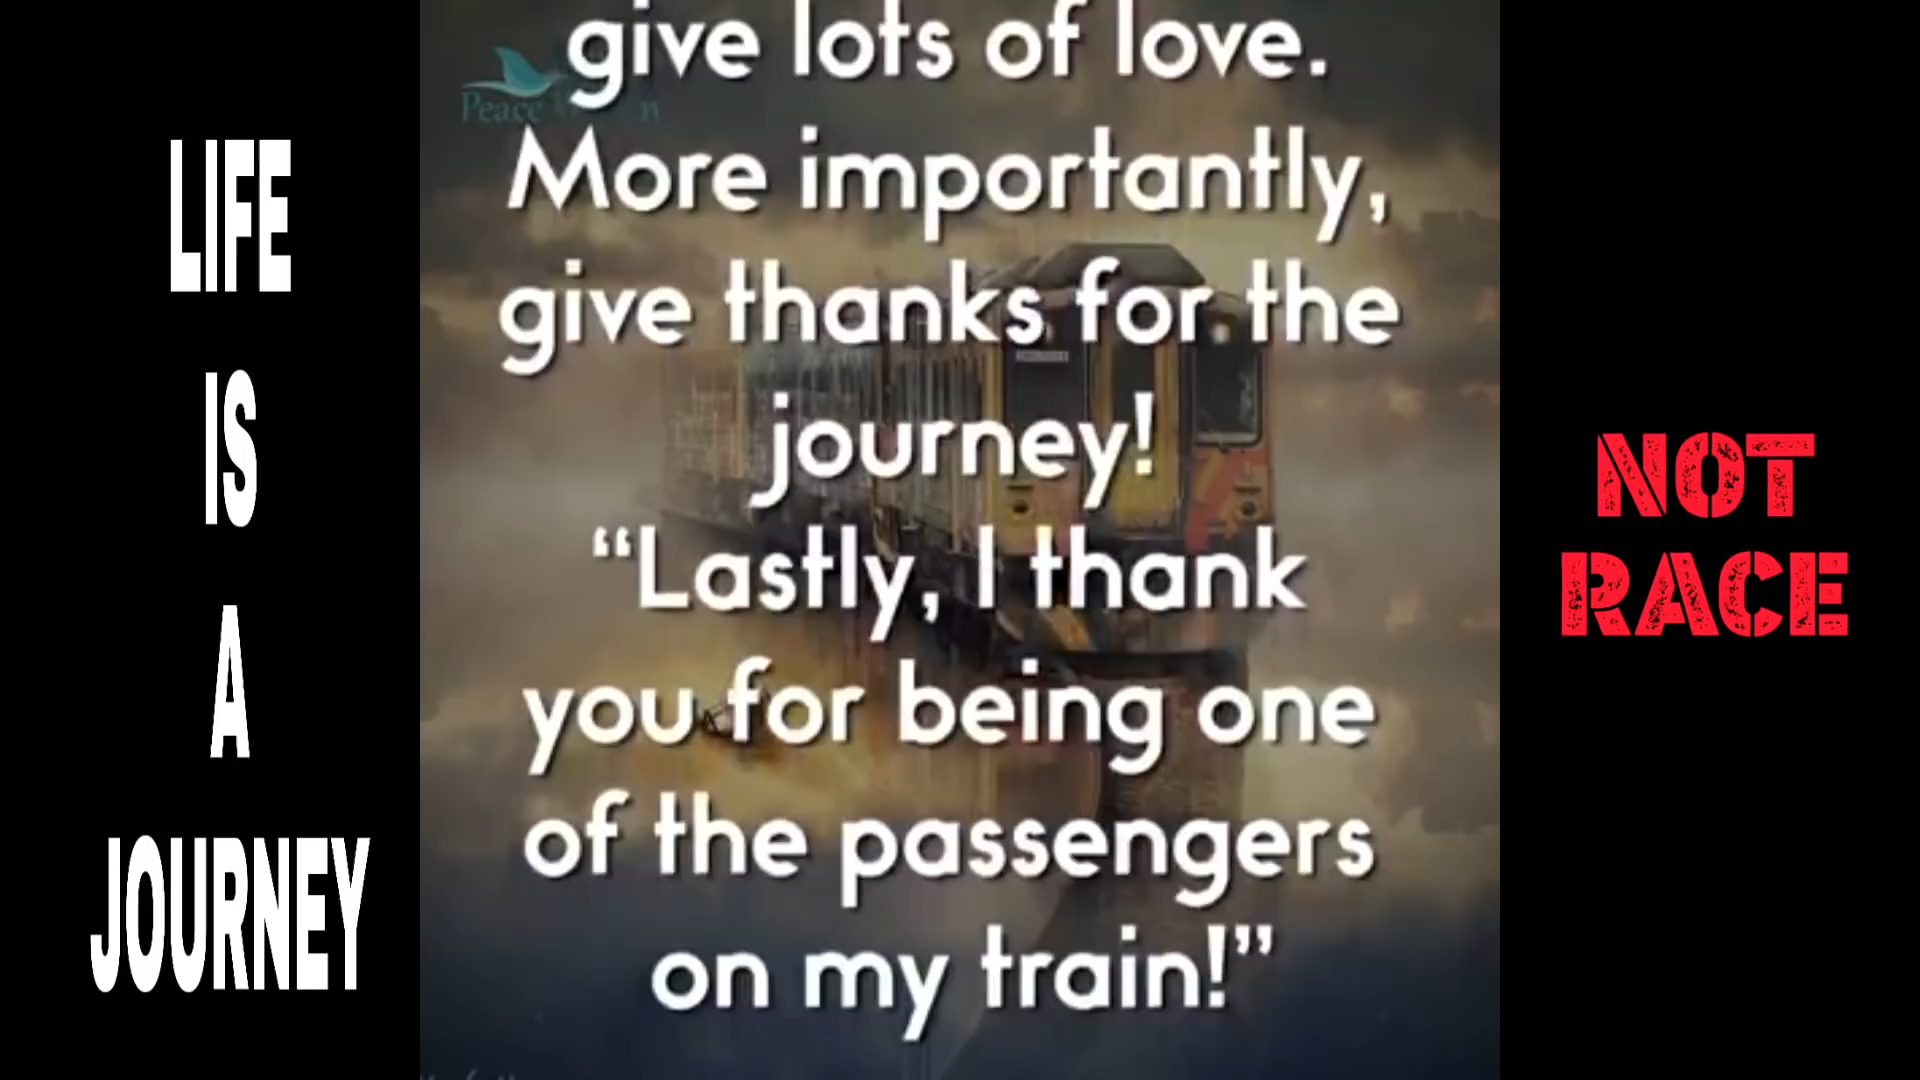 LIFE
IS
A
JOURNEY
give lots of love.
Peace
More importantly,
give thanks for the
journey!
“Lastly, I thank
you for being one
of the passengers
on my train!”
NOT
RACE